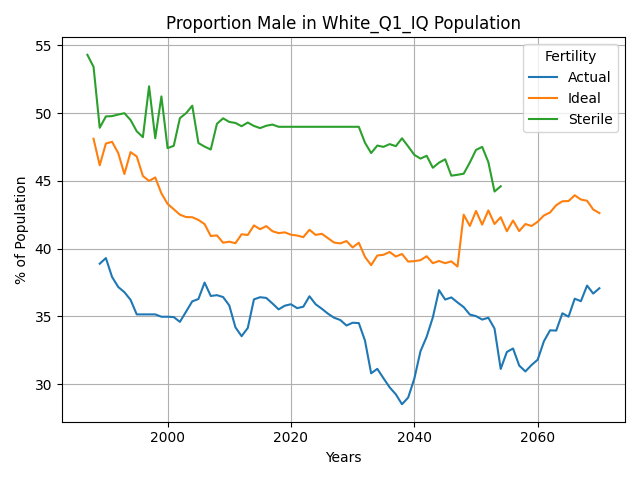 Proportion Male in White_Q1_IQ Population
55
50
45
40
35
30
% of Population
Fertility
Actual
Ideal
Sterile
2000 2020 2040 2060
Years